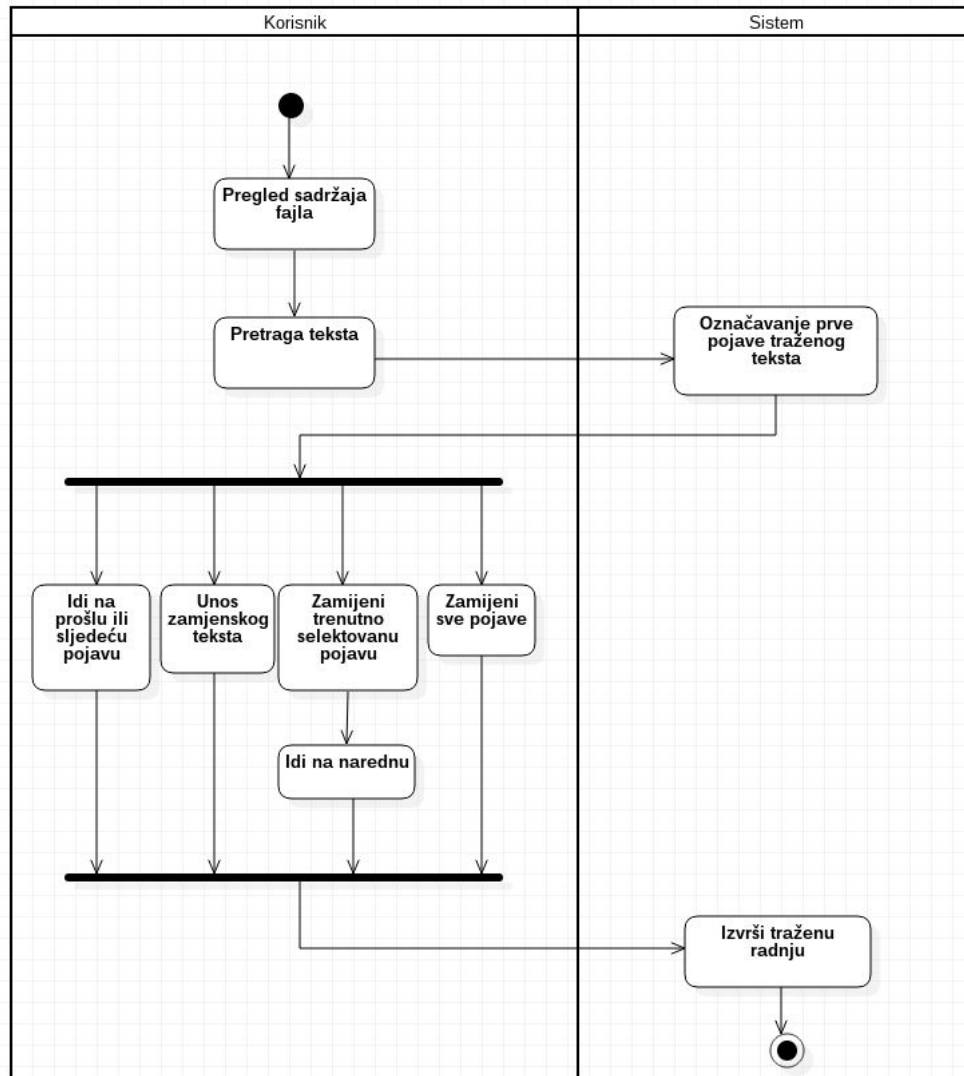 Korisnik
Sistem
Pregled sadržaja
fajla
Pretraga teksta
Označavanje prve
pojave traženog
teksta
Idi na
prošlu ili
sljedeću
pojavu
Unos
zamjenskog
teksta
Zamijeni
trenutno
selektovanu
pojavu
Zamijeni
sve pojave
Idi na narednu
Izvrši traženu
radnju